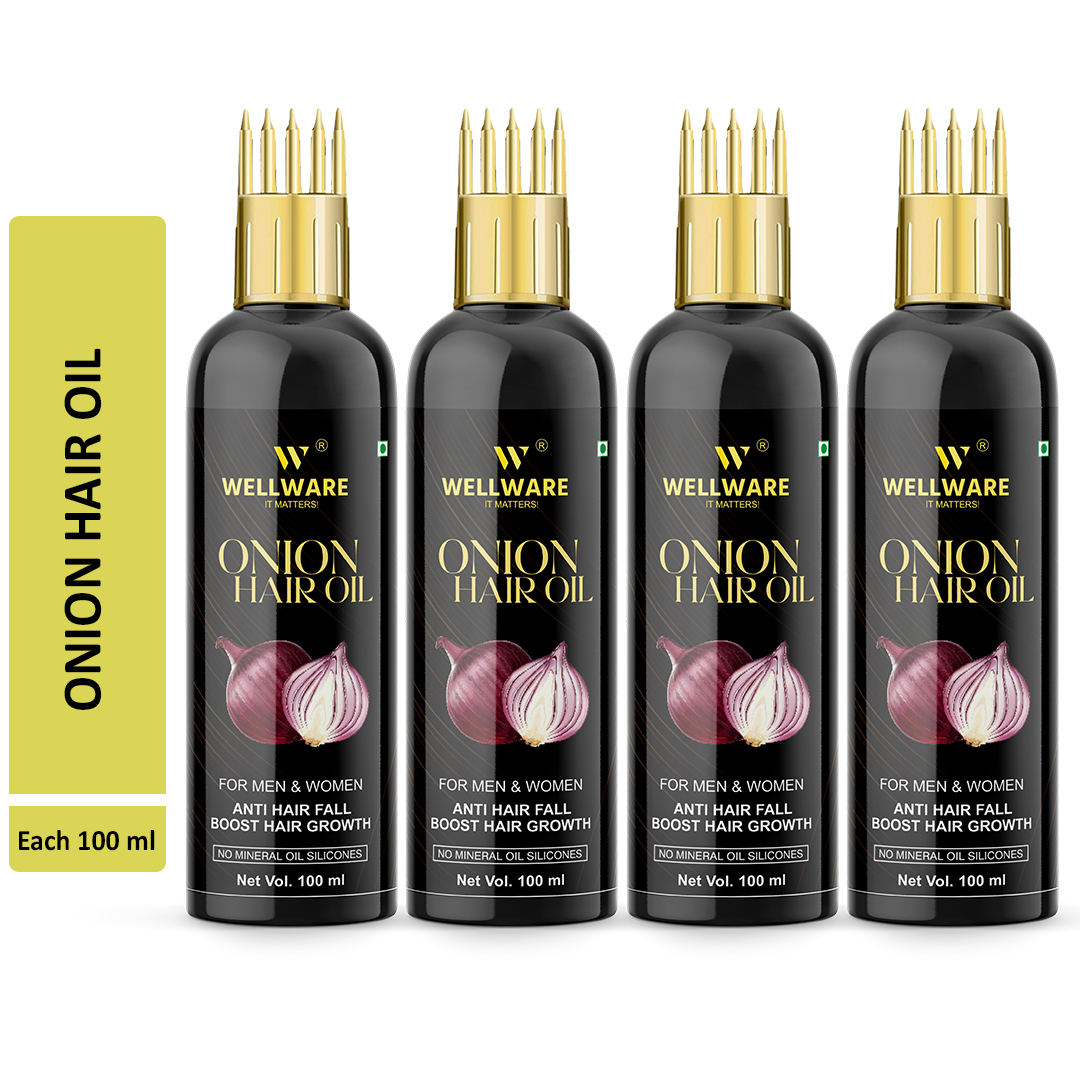 ONION HAIR OIL
Each 100 ml
W®
WELLWARE
IT MATTERS!
ONION
HAIR OIL
FOR MEN & WOMEN
ANTI HAIR FALL
BOOST HAIR GROWTH
NO MINERAL OIL SILICONES
Net Vol. 100 ml
W®
WELLWARE
IT MATTERS!
ONION
HAIR OIL
FOR MEN & WOMEN
ANTI HAIR FALL
BOOST HAIR GROWTH
NO MINERAL OIL SILICONES
Net Vol. 100 ml
W®
WELLWARE
IT MATTERS!
ONION
HAIR OIL
FOR MEN & WOMEN
ANTI HAIR FALL
BOOST HAIR GROWTH
NO MINERAL OIL SILICONES
Net Vol. 100 ml
W®
WELLWARE
IT MATTERS!
ONION
HAIR OIL
FOR MEN & WOMEN
ANTI HAIR FALL
BOOST HAIR GROWTH
NO MINERAL OIL SILICONES
Net Vol. 100 ml